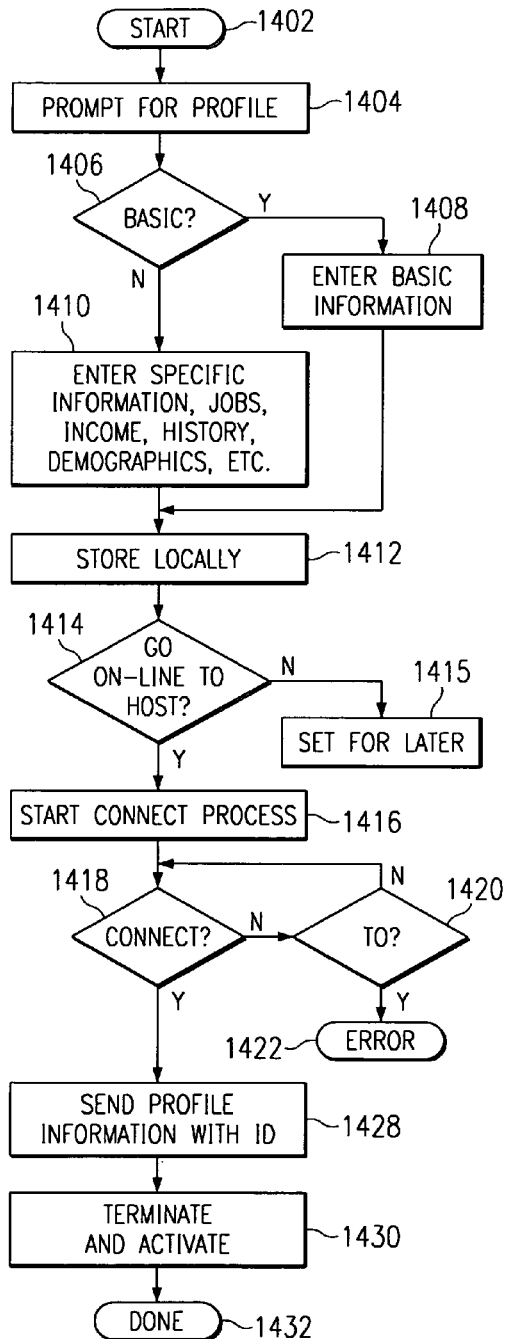 START
1402
PROMPT FOR PROFILE
1404
1406
BASIC?
Y
N
1408
ENTER BASIC
INFORMATION
1410
ENTER SPECIFIC
INFORMATION, JOBS,
INCOME, HISTORY,
DEMOGRAPHICS, ETC.
STORE LOCALLY
1412
1414
GO
ON-LINE TO
HOST?
N
Y
1415
SET FOR LATER
START CONNECT PROCESS
1416
1418
CONNECT?
N
Y
N
1420
TO?
Y
1422
ERROR
SEND PROFILE
INFORMATION WITH ID
1428
TERMINATE
AND ACTIVATE
1430
DONE
1432